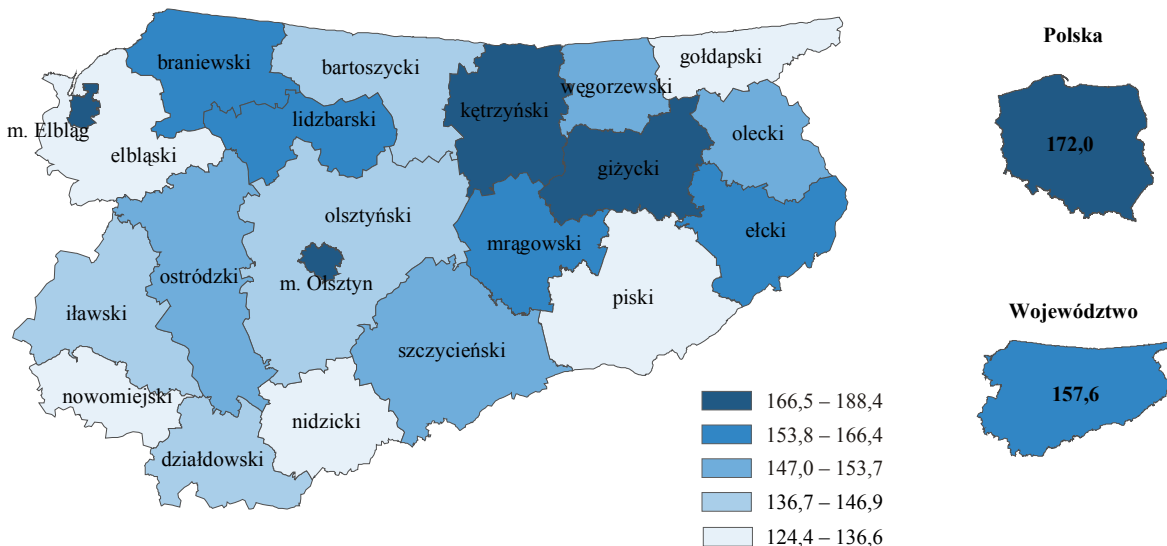 braniewski
bartoszycki
gołdapski
węgorzewski
kętrzyński
lidzbarski
m. Elbląg
elbląski
olecki
giżycki
olsztyński
ełcki
mrągowski
ostródzki
m. Olsztyn
piski
iławski
szczycieński
nowomiejski
nidzicki
działdowski
166,5 – 188,4
153,8 – 166,4
147,0 – 153,7
136,7 – 146,9
124,4 – 136,6
Polska
172,0
Województwo
157,6